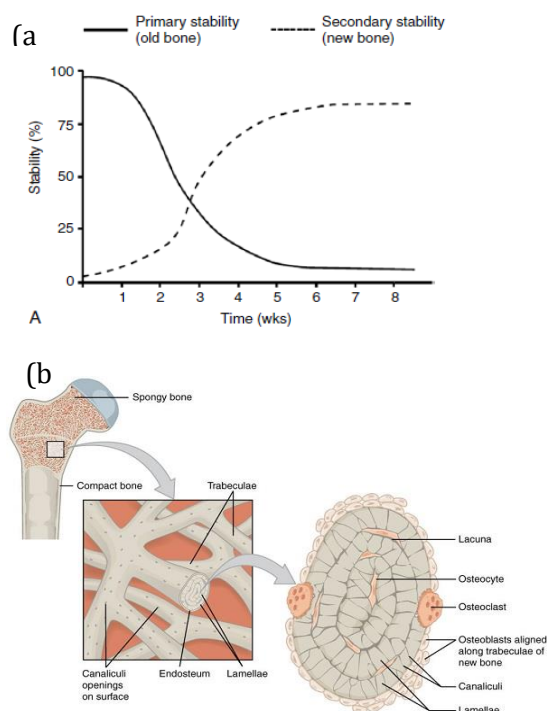 (a
Primary stability
(old bone)
Secondary stability
(new bone)
100
75
50
25
0
Stability (%)
1 2 3 4 5 6 7 8
A
Time (wks)
(b
Spongy bone
Compact bone
Trabeculae
Lacuna
Osteocyte
Osteoclast
Osteoblasts aligned
along trabeculae of
new bone
Canaliculi
openings
on surface
Endosteum
Lamellae
Canaliculi
Lamellae